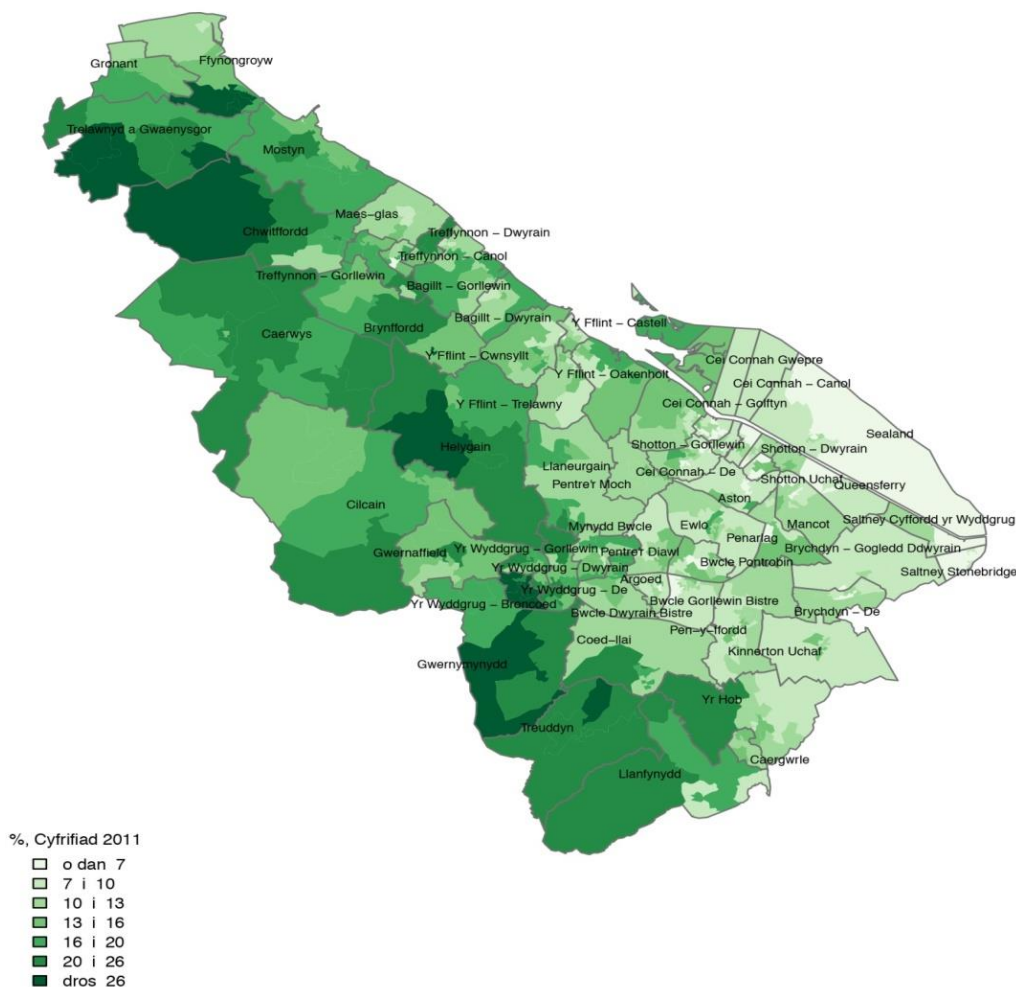 Gronant
Ffynongroyw
Trelawnyd a Gwaenysgor
Mostyn
Maes-glas
Chwitffordd
Treffynnon - Dwyrain
Treffynnon - Canol
Treffynnon - Gorllewin
Bagillt - Gorllewin
Bagillt - Dwyrain
Y Fflint - Castell
Caerwys
Brynffordd
Y Fflint - Cwnsyllt
Cei Connah Gwepre
Y Fflint - Oakenholt
Cei Connah - Canol
Y Fflint - Trelawny
Cei Connah - Golftyn
Sealand
Helygain
Shotton - Gorllewin
Shotton - Dwyrain
Llaneurgain
Cei Connah - De
Shotton Uchaf
Pentre'r Moch
Queensferry
Cilcain
Aston
Saltney Cyffordd yr Wyddgrug
Mynydd Bwcle
Ewlo
Mancot
Penarlag
Gwernaffield
Yr Wyddgrug - Gorllewin
Pentre'r Diawl
Brychdyn - Gogledd Ddwyrain
Bwcle Pontropin
Yr Wyddgrug - Dwyrain
Saltney Stonebridge
Argoed
Yr Wyddgrug - De
Bwcle Gorllewin Bistre
Yr Wyddgrug - Broncoed
Bwcle Dwyrain Bistre
Brychdyn - De
Pen-y-ffordd
Coed-llai
Kinnerton Uchaf
Gwernymynydd
Yr Hob
Treuddyn
Caergwrle
Llanfynydd
%, Cyfrifiad 2011
o dan 7
7 i 10
10 i 13
13 i 16
16 i 20
20 i 26
dros 26